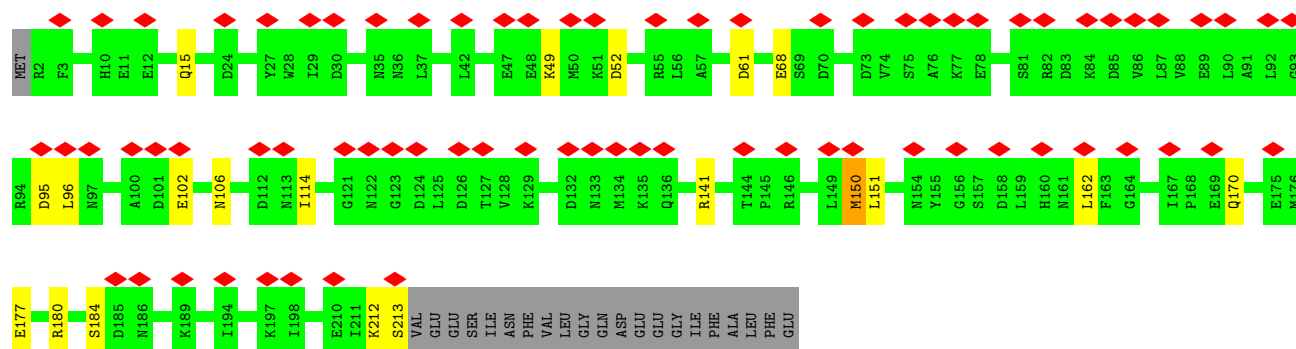 MET R2 F3 H10 E11 E12 Q15 D24 Y27 W28 I29 D30 N35 N36 L37 L42 E47 E48 K49 M50 K51 D52 R55 L56 A57 D61 E68 S69 D70 D73 V74 S75 A76 K77 E78 S81 R82 D83 K84 D85 V86 L87 V88 E89 L90 A91 L92 G93
R94 D95 L96 N97 A100 D101 E102 N106 D112 N113 I114 G121 N122 G123 D124 L125 D126 T127 V128 K129 D132 N133 M134 K135 Q136 R141 T144 P145 R146 L149 M150 L151 N154 Y155 G156 S157 D158 L159 H160 N161 L162 F163 G164 I167 P168 E169 Q170 E175 M176
E177 R180 S184 D185 N186 K189 I194 K197 I198 E210 I211 K212 S213 VAL GLU GLU SER ILE ASN PHE VAL LEU GLY GLN ASP GLU GLU GLY ILE PHE ALA LEU PHE GLU